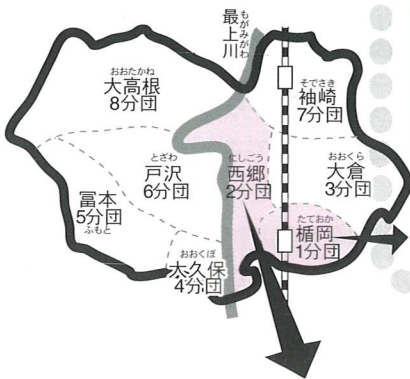 もがみがわ
最上川
おおたかね
大高根
8分団
そでさき
袖崎
7分団
とざわ
戸沢
6分団
にしごう
西郷
2分団
おおくら
大倉
3分団
冨本
5分団
ふもと
たておか
楯岡
1分団
おおくぼ
大久保
4分団